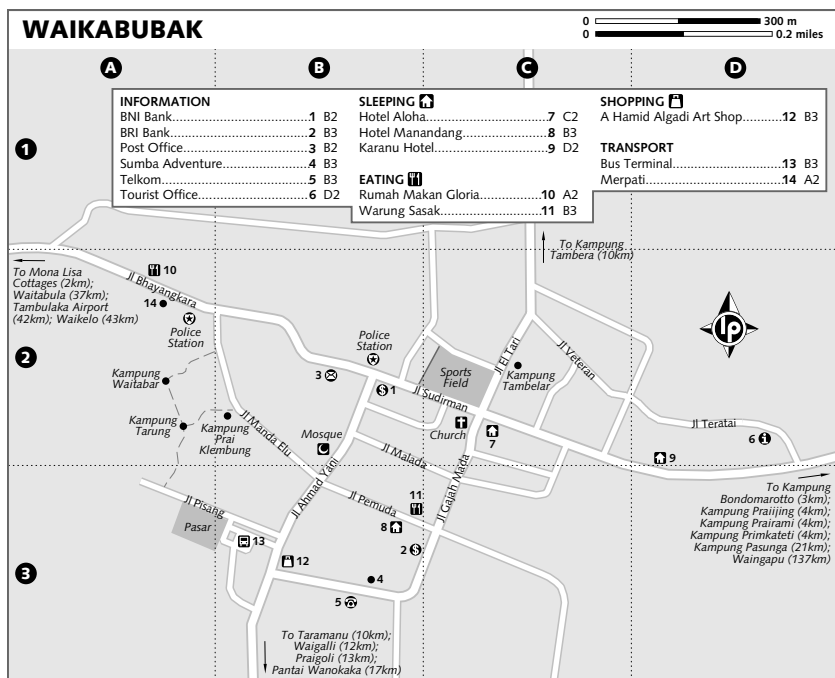 WAIKABUBAK
0 300 m
0 0.2 miles
A B C D
1
2
3
INFORMATION
BNI Bank 1 B2
BRI Bank 2 B3
Post Office 3 B2
Sumba Adventure 4 B3
Telkom 5 B3
Tourist Office 6 D2
SLEEPING
Hotel Aloha 7 C2
Hotel Manandang 8 B3
Karanu Hotel 9 D2
EATING
Rumah Makan Gloria 10 A2
Warung Sasak 11 B3
SHOPPING
A Hamid Algadi Art Shop 12 B3
TRANSPORT
Bus Terminal 13 B3
Merpati 14 A2
To Kampung
Tambera (10km)
To Mona Lisa
Cottages (2km);
Waitabula (37km);
Tambulaka Airport
(42km); Waikelo (43km)
10
Jl Bhayangkara
14
Police
Station
Police
Station
lp
Kampung
Waitabar
Kampung
Tarung
Kampung
Prai
Klembung
Jl Manda Elu
3
1
Jl Sudirman
Sports
Field
Jl El Tari
Kampung
Tambelar
Jl Veteran
Jl Teratai
6
9
Mosque
Church
7
Jl Malada
Jl Ahmad Yani
Jl Gajah Mada
Jl Pisang
Pasar
Jl Pemuda
11
8
2
13
12
4
5
To Kampung
Bondomarotto (3km);
Kampung Praiijing (4km);
Kampung Prairami (4km);
Kampung Primkateti (4km);
Kampung Pasunga (21km);
Waingapu (137km)
To Taramanu (10km);
Waigalli (12km);
Praigoli (13km);
Pantai Wanokaka (17km)